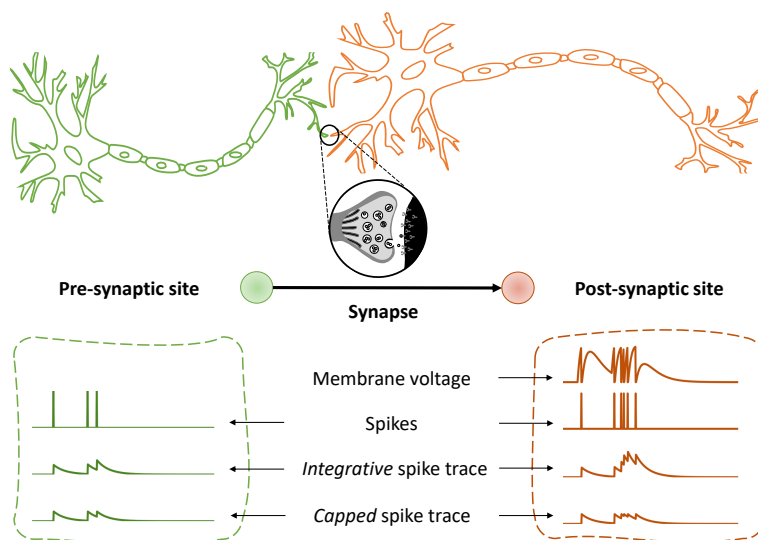 Pre-synaptic site
Post-synaptic site
Synapse
Membrane voltage
Spikes
Integrative spike trace
Capped spike trace